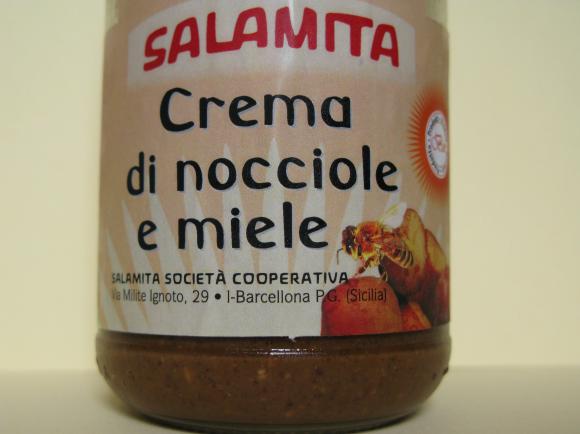 SALAMITA
Crema
di nocciole
e miele
SALAMITA SOCIETÀ COOPERATIVA
Via Milite Ignoto, 29 • I-Barcellona P.G. (Sicilia)